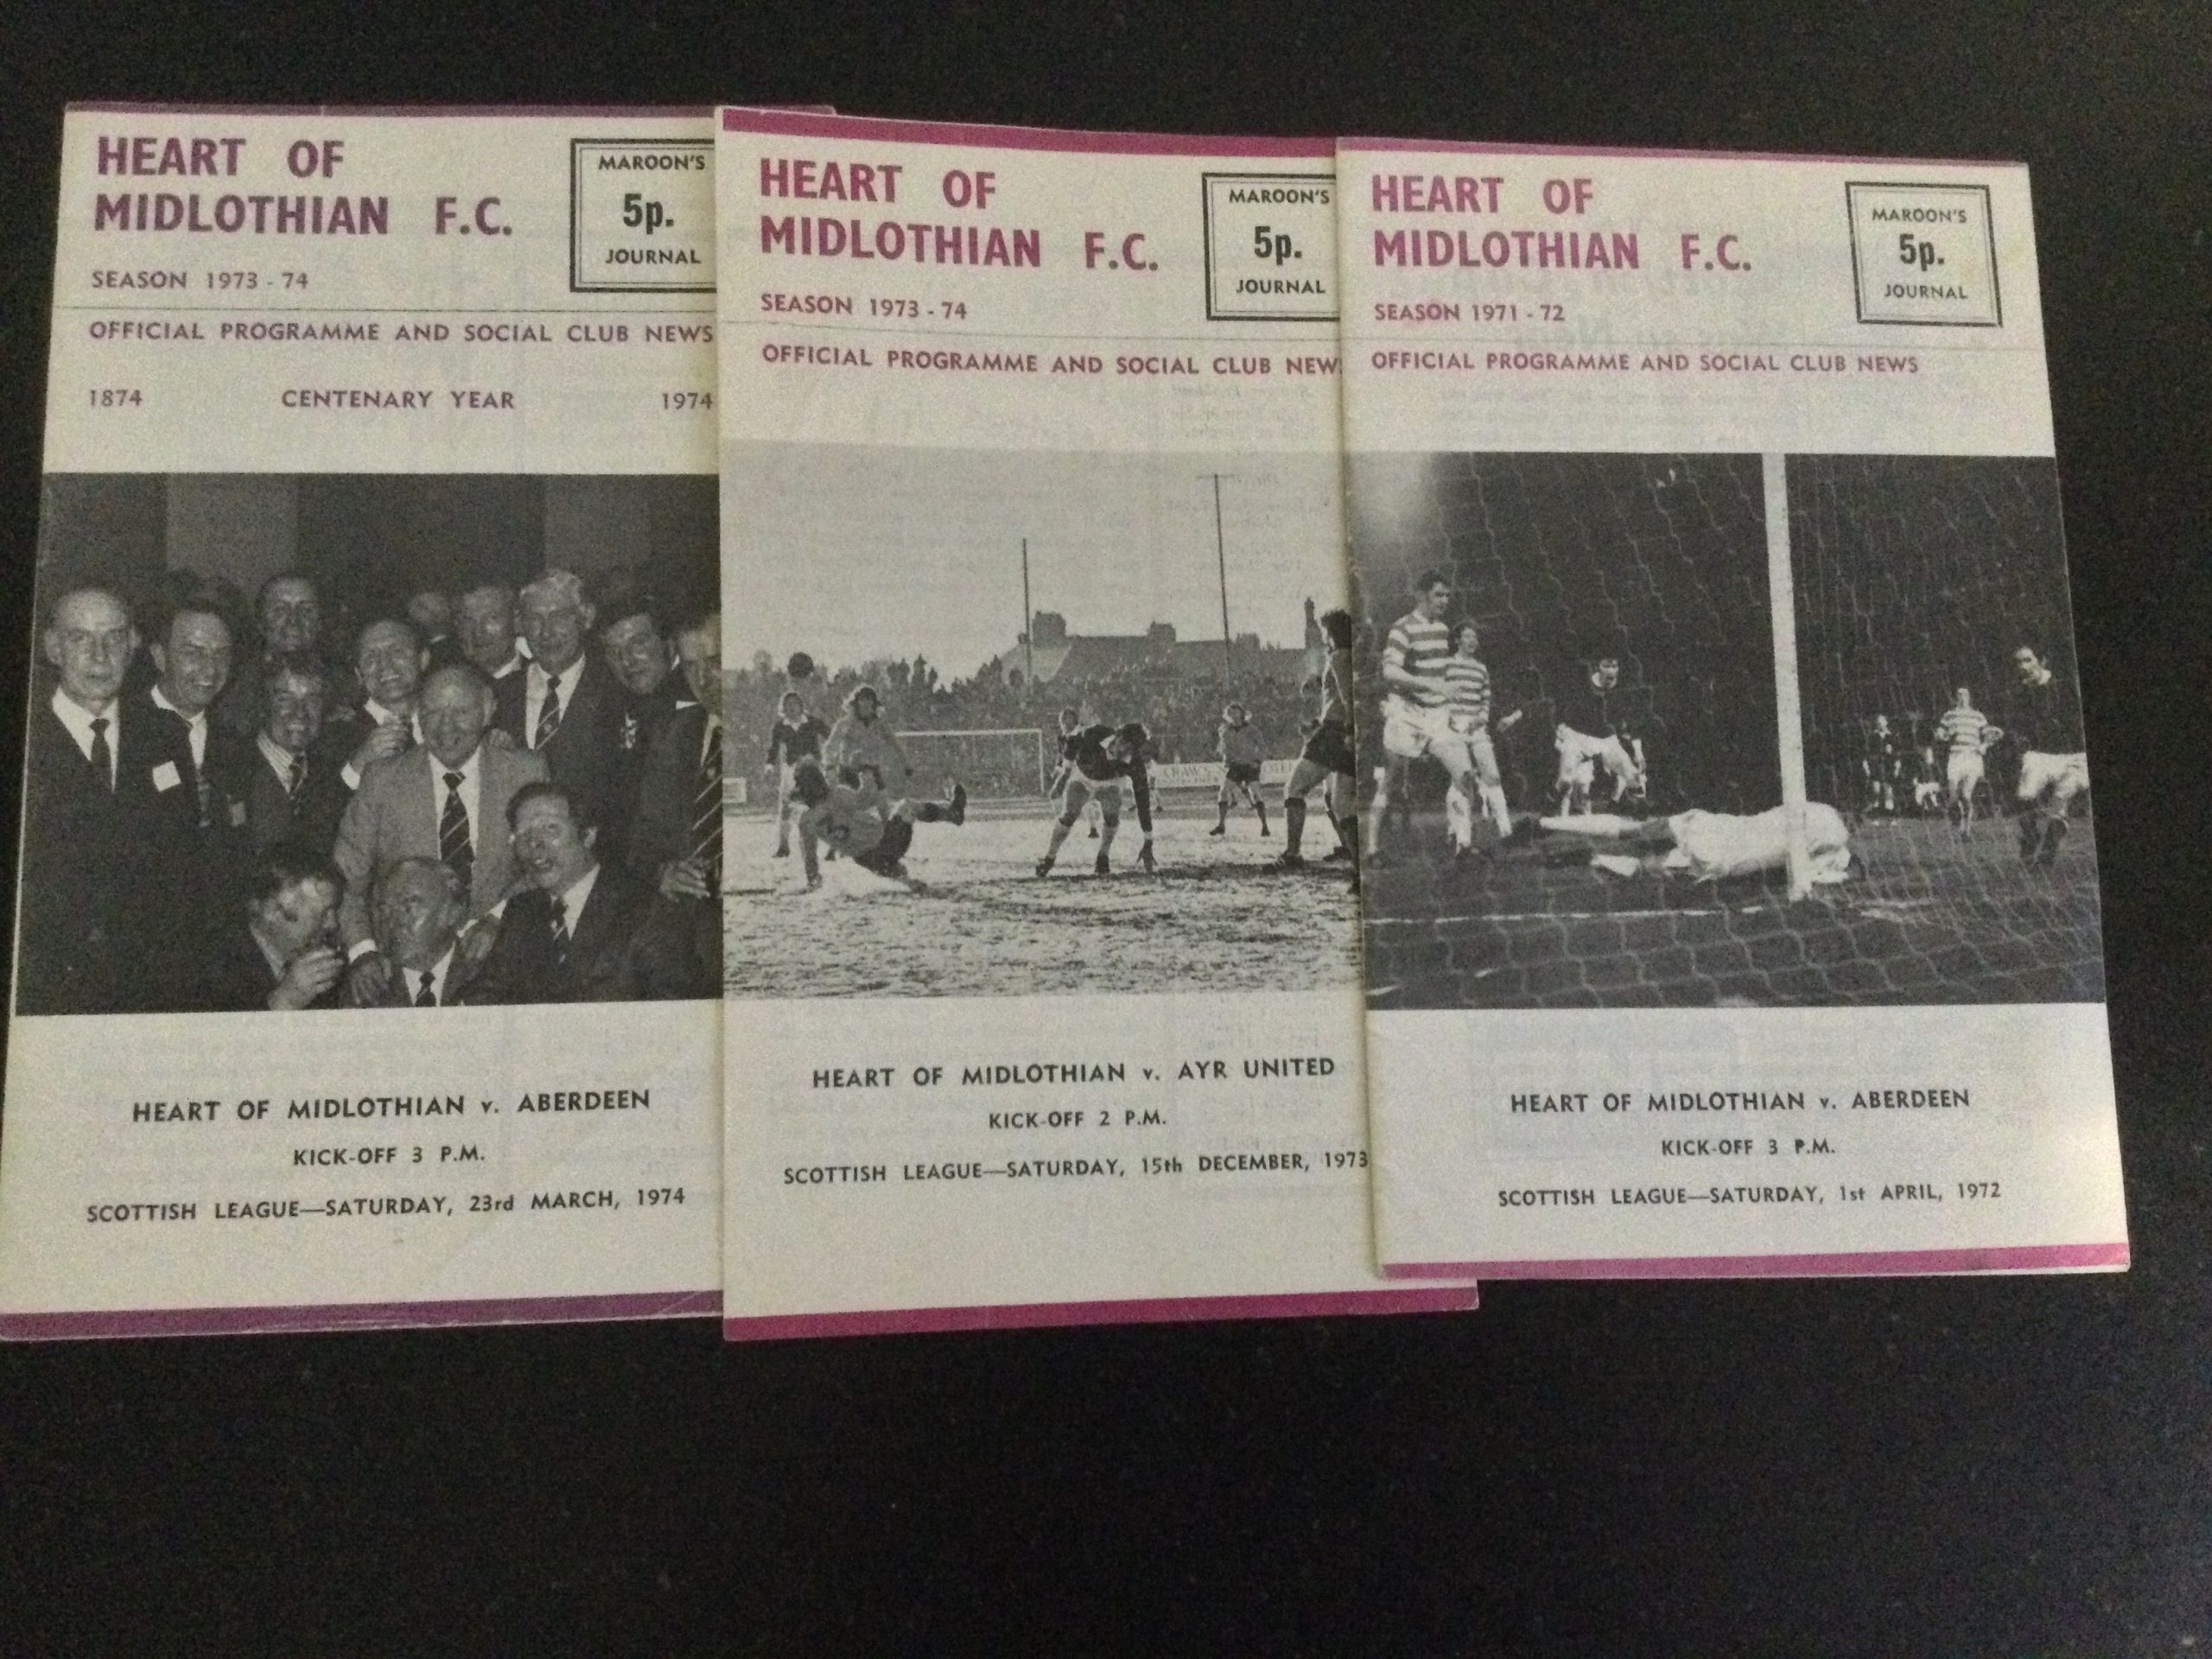 HEART OF
MIDLOTHIAN F.C.
MAROON'S
5p.
JOURNAL
SEASON 1973 - 74
OFFICIAL PROGRAMME AND SOCIAL CLUB NEWS
1874 CENTENARY YEAR 1974
HEART OF MIDLOTHIAN v. ABERDEEN
KICK-OFF 3 P.M.
SCOTTISH LEAGUE—SATURDAY, 23rd MARCH, 1974
HEART OF
MIDLOTHIAN F.C.
MAROON'S
5p.
JOURNAL
SEASON 1973 - 74
OFFICIAL PROGRAMME AND SOCIAL CLUB NEW
HEART OF MIDLOTHIAN v. AYR UNITED
KICK-OFF 2 P.M.
SCOTTISH LEAGUE—SATURDAY, 15th DECEMBER, 1973
HEART OF
MIDLOTHIAN F.C.
MAROON'S
5p.
JOURNAL
SEASON 1971 - 72
OFFICIAL PROGRAMME AND SOCIAL CLUB NEWS
HEART OF MIDLOTHIAN v. ABERDEEN
KICK-OFF 3 P.M.
SCOTTISH LEAGUE—SATURDAY, 1st APRIL, 1972